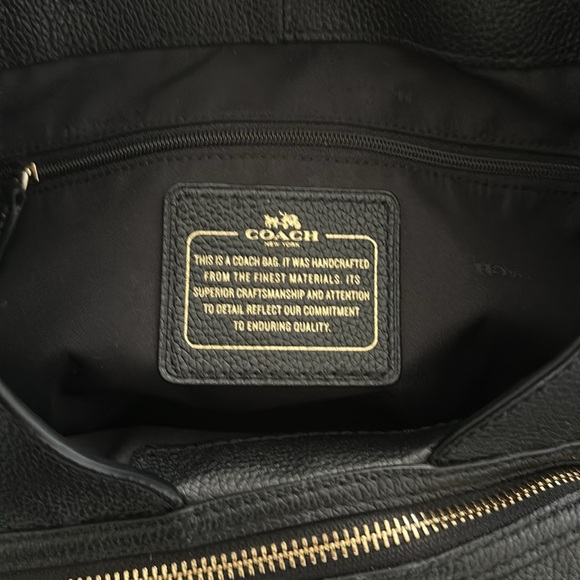 COACH
NEW YORK
THIS IS A COACH BAG. IT WAS HANDCRAFTED
FROM THE FINEST MATERIALS. ITS
SUPERIOR CRAFTSMANSHIP AND ATTENTION
TO DETAIL REFLECT OUR COMMITMENT
TO ENDURING QUALITY.